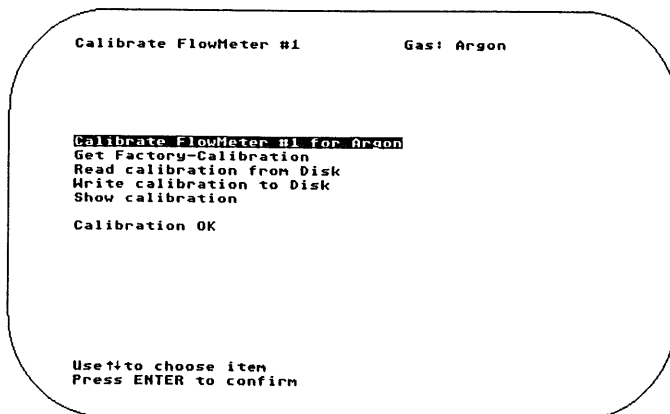 Calibrate FlowMeter #1 Gas: Argon
Calibrate FlowMeter #1 for Argon
Get Factory-Calibration
Read calibration from Disk
Write calibration to Disk
Show calibration
Calibration OK
Use↑↓to choose item
Press ENTER to confirm